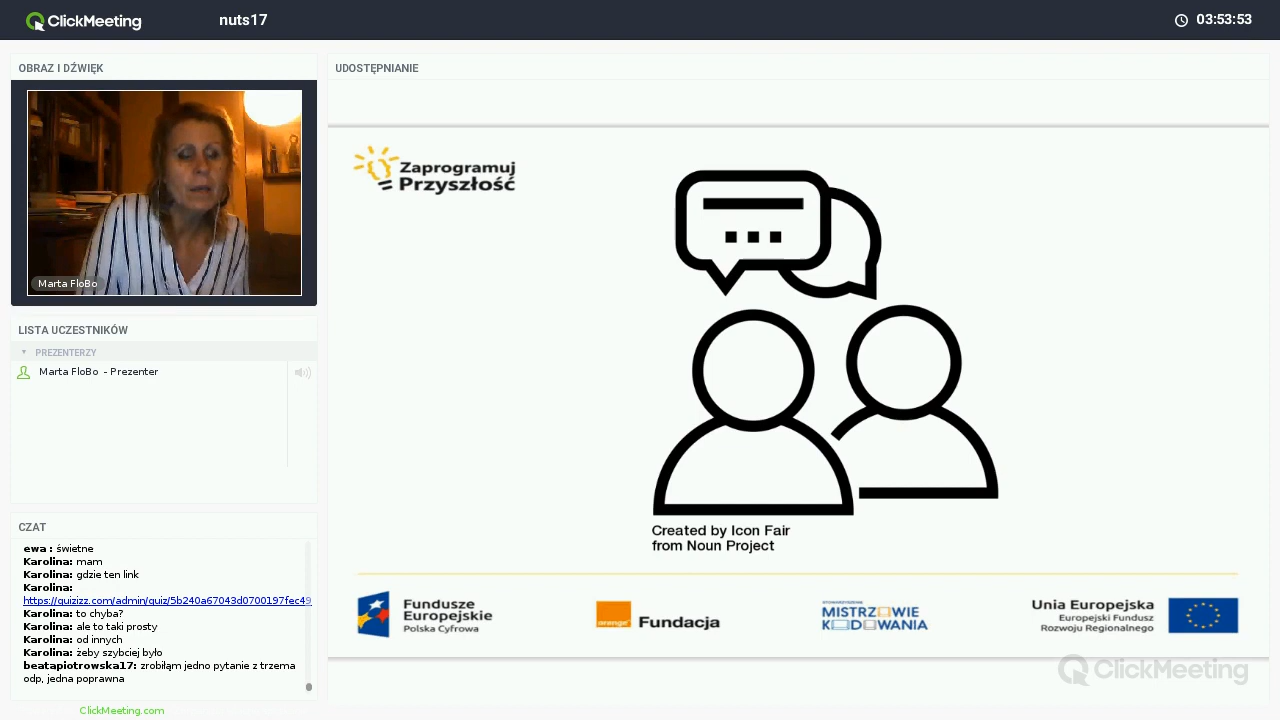 ClickMeeting
nuts17
03:53:53
OBRAZ I DŹWIĘK
Marta FloBo
LISTA UCZESTNIKÓW
PREZENTERZY
Marta FloBo - Prezenter
CZAT
ewa : świetne
Karolina: mam
Karolina: gdzie ten link
Karolina:
https://quizizz.com/admin/quiz/5b240a67043d0700197fec49
Karolina: to chyba?
Karolina: ale to taki prosty
Karolina: od innych
Karolina: żeby szybciej było
beatapiotrowska17: zrobiłąm jedno pytanie z trzema
odp, jedna poprawna
ClickMeeting.com
UDOSTĘPNIANIE
Zaprogramuj
Przyszłość
Created by Icon Fair
from Noun Project
Fundusze
Europejskie
Polska Cyfrowa
orange
Fundacja
STOWARZYSZENIE
MISTRZOWIE
KODOWANIA
Unia Europejska
Europejski Fundusz
Rozwoju Regionalnego
ClickMeeting